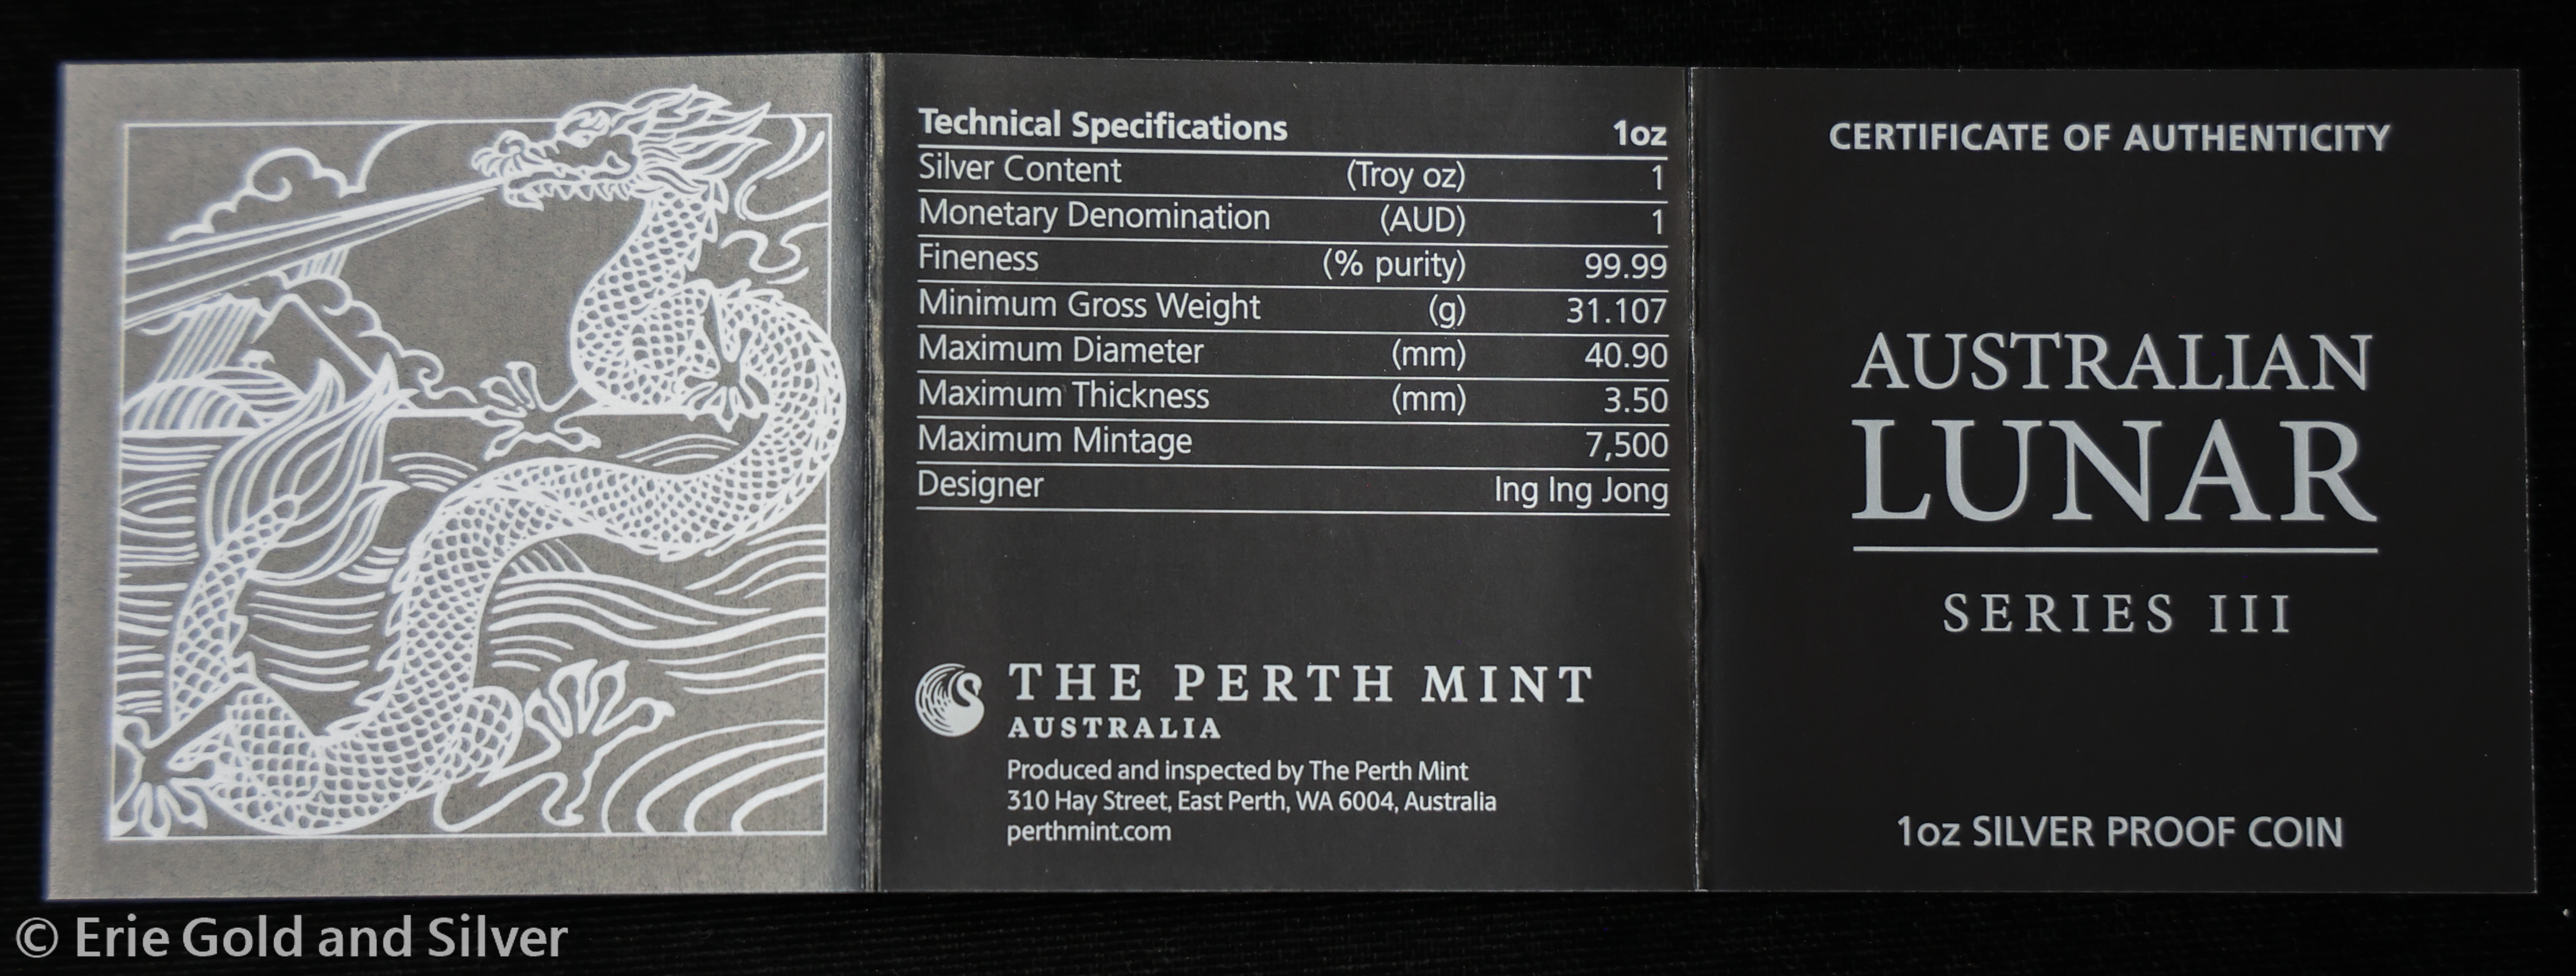 Technical Specifications 1oz
Silver Content (Troy oz) 1
Monetary Denomination (AUD) 1
Fineness (% purity) 99.99
Minimum Gross Weight (g) 31.107
Maximum Diameter (mm) 40.90
Maximum Thickness (mm) 3.50
Maximum Mintage 7,500
Designer Ing Ing Jong
THE PERTH MINT
AUSTRALIA
Produced and inspected by The Perth Mint
310 Hay Street, East Perth, WA 6004, Australia
perthmint.com
CERTIFICATE OF AUTHENTICITY
AUSTRALIAN
LUNAR
SERIES III
1oz SILVER PROOF COIN
© Erie Gold and Silver